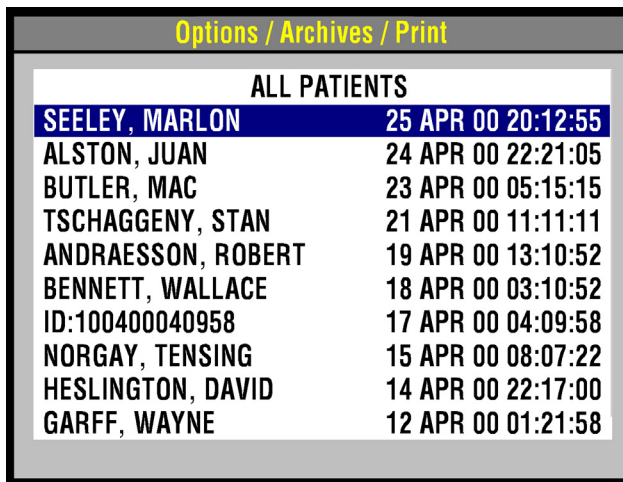 Options / Archives / Print
ALL PATIENTS
SEELEY, MARLON 25 APR 00 20:12:55
ALSTON, JUAN 24 APR 00 22:21:05
BUTLER, MAC 23 APR 00 05:15:15
TSCHAGGENY, STAN 21 APR 00 11:11:11
ANDRAESSON, ROBERT 19 APR 00 13:10:52
BENNETT, WALLACE 18 APR 00 03:10:52
ID:100400040958 17 APR 00 04:09:58
NORGAY, TENSING 15 APR 00 08:07:22
HESLINGTON, DAVID 14 APR 00 22:17:00
GARFF, WAYNE 12 APR 00 01:21:58